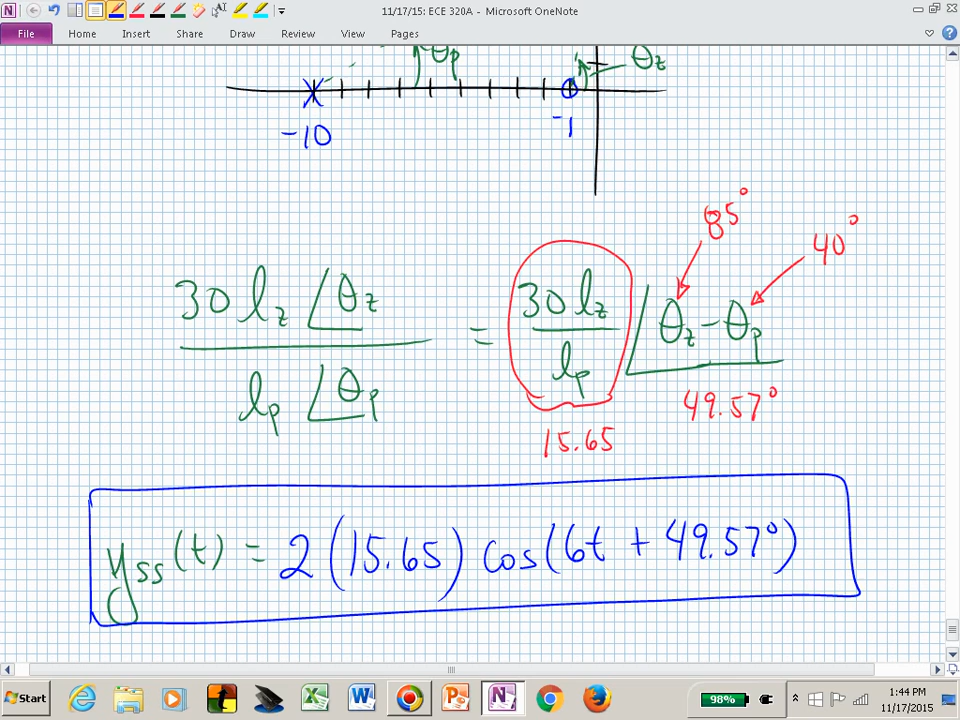 11/17/15: ECE 320A - Microsoft OneNote
File Home Insert Share Draw Review View Pages
θp θz
-10 -1
85° 40°
30 lz ∠θz / lp ∠θp = 30 lz / lp ∠θz - θp
15.65 49.57°
yss(t) = 2(15.65) cos(6t + 49.57°)
Start 98% 1:44 PM
11/17/2015